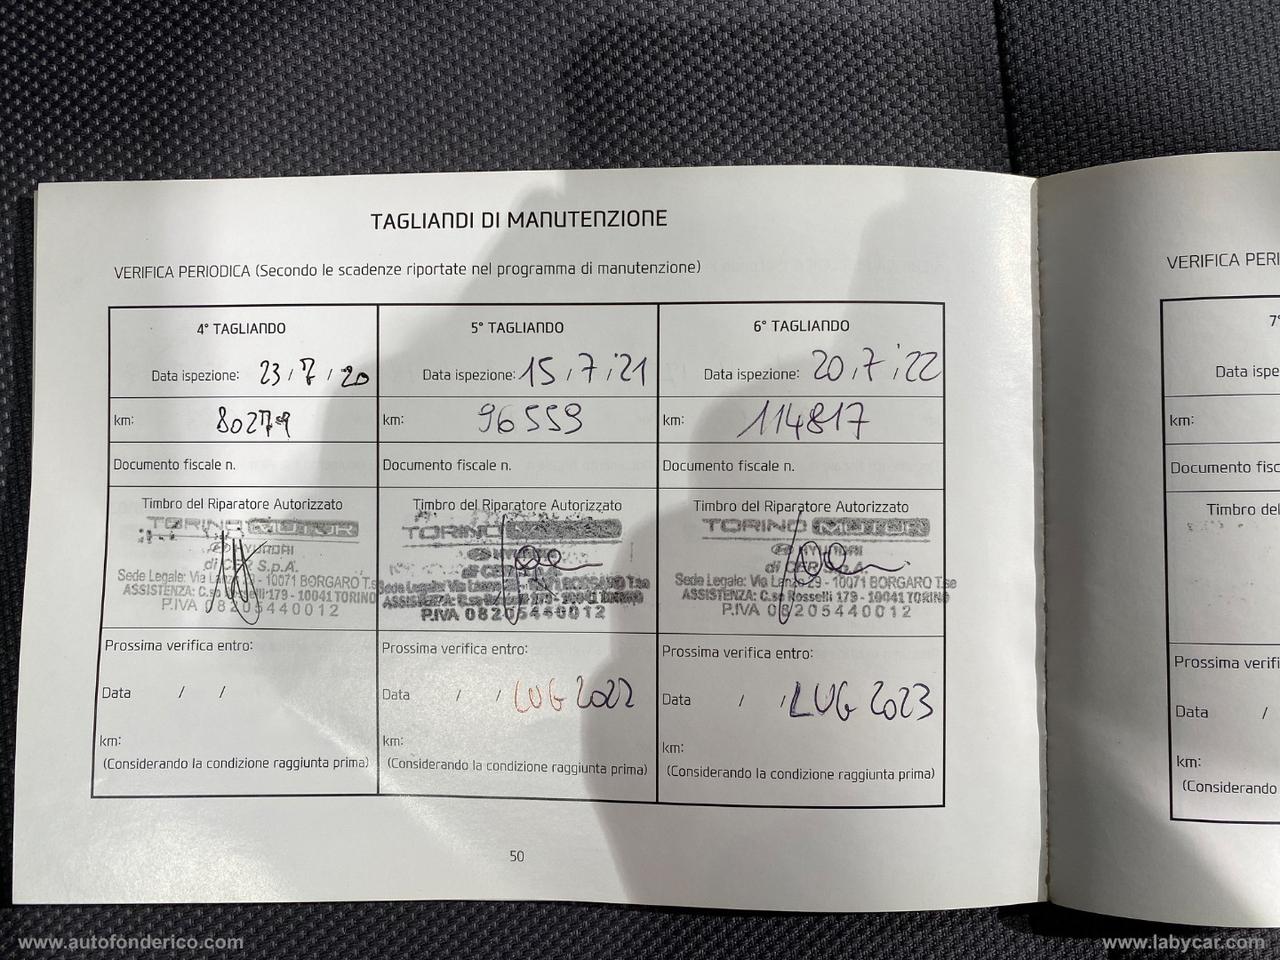 TAGLIANDI DI MANUTENZIONE
VERIFICA PERIODICA (Secondo le scadenze riportate nel programma di manutenzione)
4° TAGLIANDO
Data ispezione: 23 / 7 / 20
km: 80279
Documento fiscale n.
Timbro del Riparatore Autorizzato
TORINO MOTOR
HYUNDAI
di S.p.A.
Sede Legale: Via - 10071 BORGARO T.se
ASSISTENZA: C.so Rosselli 179 - 10041 TORINO
P.IVA 08205440012
Prossima verifica entro:
Data / /
km:
(Considerando la condizione raggiunta prima)
5° TAGLIANDO
Data ispezione: 15 / 7 / 21
km: 96559
Documento fiscale n.
Timbro del Riparatore Autorizzato
TORINO
P.IVA 08205440012
Prossima verifica entro:
Data / / LUG 2022
km:
(Considerando la condizione raggiunta prima)
6° TAGLIANDO
Data ispezione: 20 / 7 / 22
km: 114817
Documento fiscale n.
Timbro del Riparatore Autorizzato
TORINO MOTOR
HYUNDAI
di S.p.A.
Sede Legale: Via Lanzo 29 - 10071 BORGARO T.se
ASSISTENZA: C.so Rosselli 179 - 10041 TORINO
P.IVA 08205440012
Prossima verifica entro:
Data / / LUG 2023
km:
(Considerando la condizione raggiunta prima)
50
VERIFICA PERI
7°
Data ispe
km:
Documento fisc
Timbro del
Prossima verifi
Data /
km:
(Considerando
www.autofonderico.com
www.labycar.com